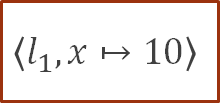 ⟨l₁, x ↦ 10⟩